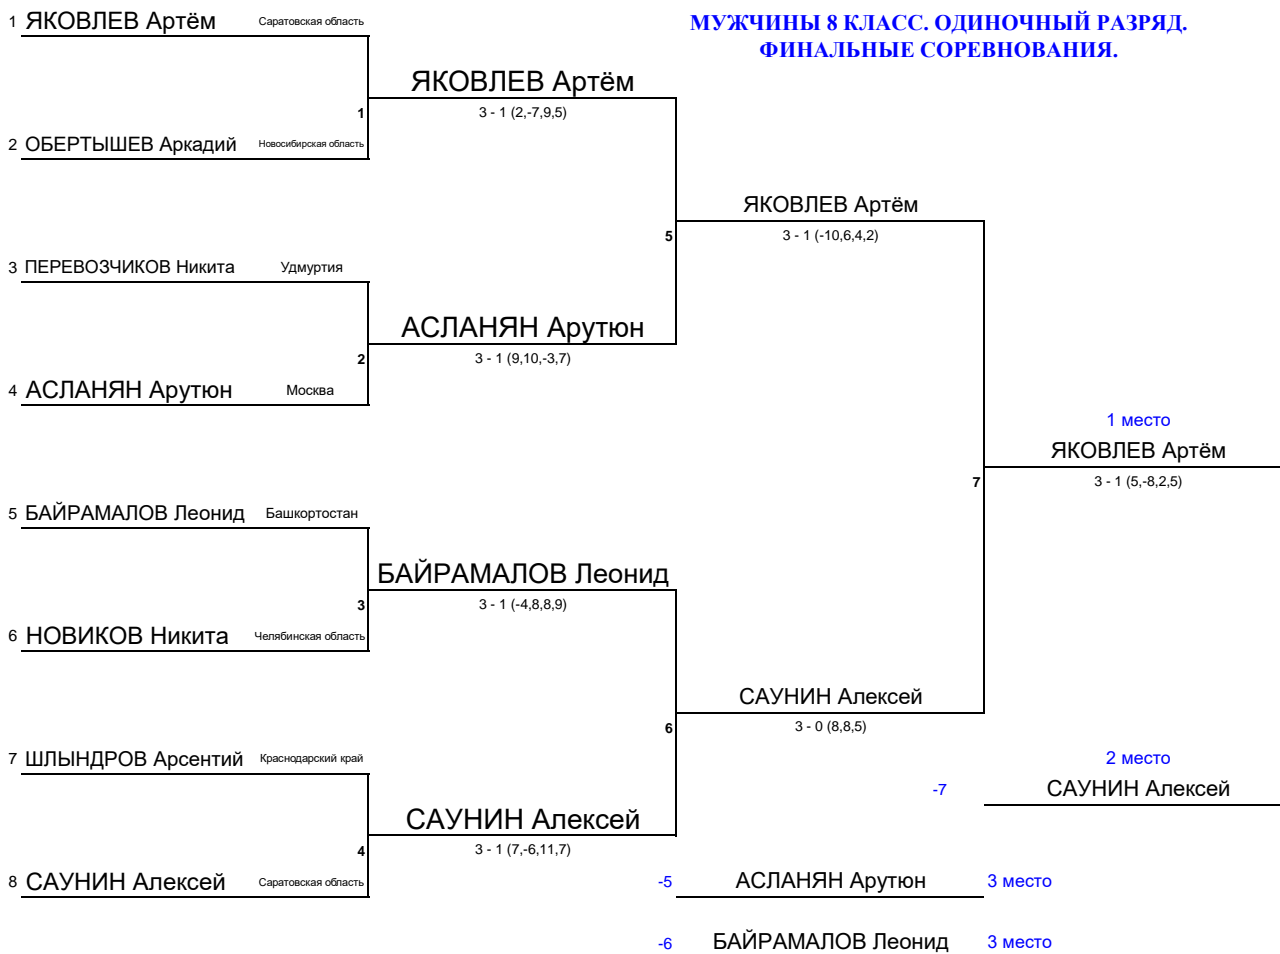 МУЖЧИНЫ 8 КЛАСС. ОДИНОЧНЫЙ РАЗРЯД.
ФИНАЛЬНЫЕ СОРЕВНОВАНИЯ.
1 ЯКОВЛЕВ Артём Саратовская область
ЯКОВЛЕВ Артём
1 3 - 1 (2,-7,9,5)
2 ОБЕРТЫШЕВ Аркадий Новосибирская область
ЯКОВЛЕВ Артём
5 3 - 1 (-10,6,4,2)
3 ПЕРЕВОЗЧИКОВ Никита Удмуртия
АСЛАНЯН Арутюн
2 3 - 1 (9,10,-3,7)
4 АСЛАНЯН Арутюн Москва
1 место
ЯКОВЛЕВ Артём
7 3 - 1 (5,-8,2,5)
5 БАЙРАМАЛОВ Леонид Башкортостан
БАЙРАМАЛОВ Леонид
3 3 - 1 (-4,8,8,9)
6 НОВИКОВ Никита Челябинская область
САУНИН Алексей
6 3 - 0 (8,8,5)
7 ШЛЫНДРОВ Арсентий Краснодарский край
2 место
-7 САУНИН Алексей
САУНИН Алексей
4 3 - 1 (7,-6,11,7)
8 САУНИН Алексей Саратовская область
-5 АСЛАНЯН Арутюн 3 место
-6 БАЙРАМАЛОВ Леонид 3 место